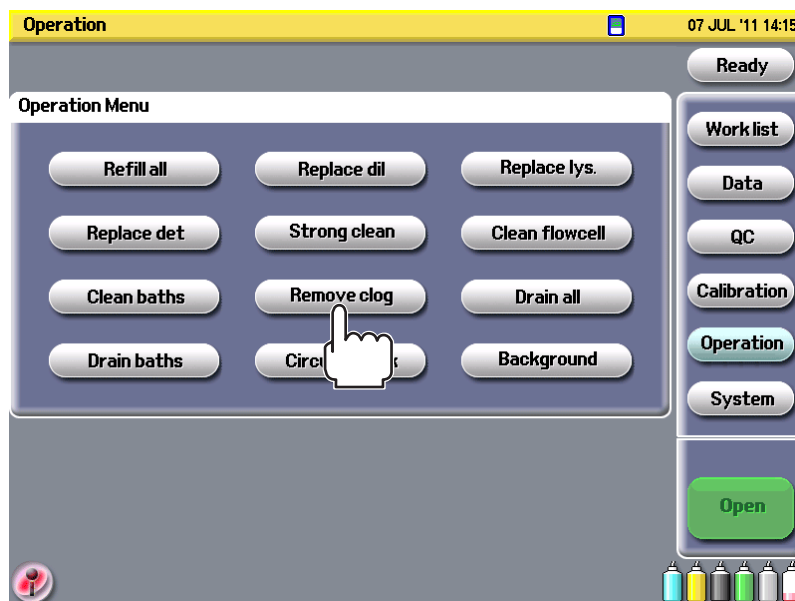 Operation
07 JUL '11 14:15
Ready
Operation Menu
Work list
Refill all
Replace dil
Replace lys.
Data
Replace det
Strong clean
Clean flowcell
QC
Clean baths
Remove clog
Drain all
Calibration
Operation
Drain baths
Background
System
Open